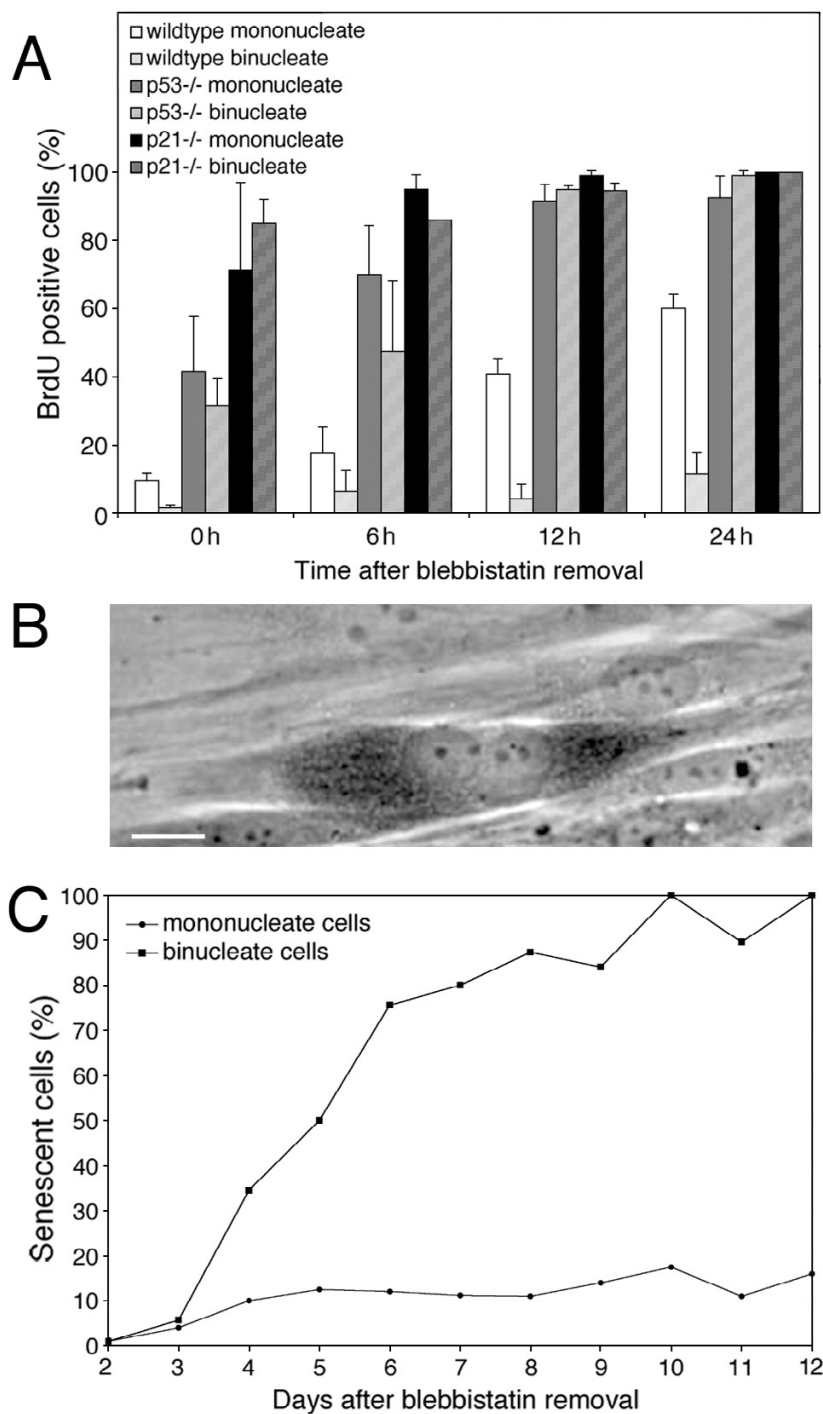 A
wildtype mononucleate
wildtype binucleate
p53-/- mononucleate
p53-/- binucleate
p21-/- mononucleate
p21-/- binucleate
BrdU positive cells (%)
100
80
60
40
20
0
0h 6h 12h 24h
Time after blebbistatin removal
B
C
mononucleate cells
binucleate cells
Senescent cells (%)
100
90
80
70
60
50
40
30
20
10
0
2 3 4 5 6 7 8 9 10 11 12
Days after blebbistatin removal